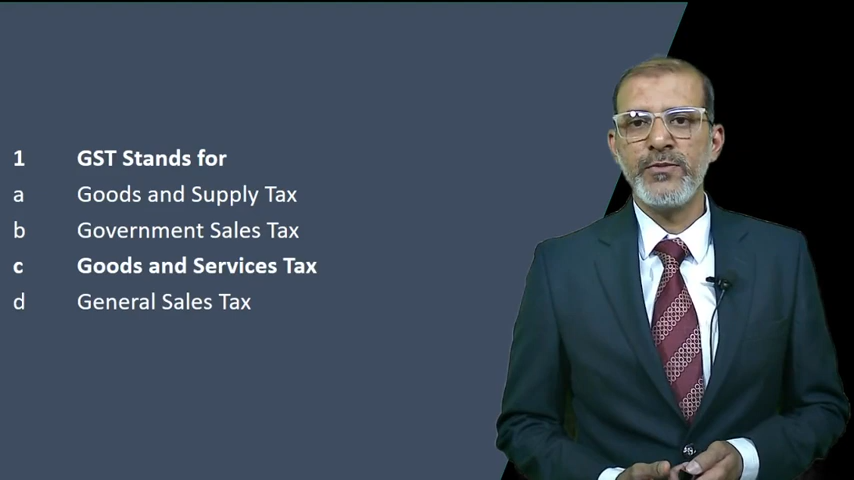 1 GST Stands for
a Goods and Supply Tax
b Government Sales Tax
c Goods and Services Tax
d General Sales Tax